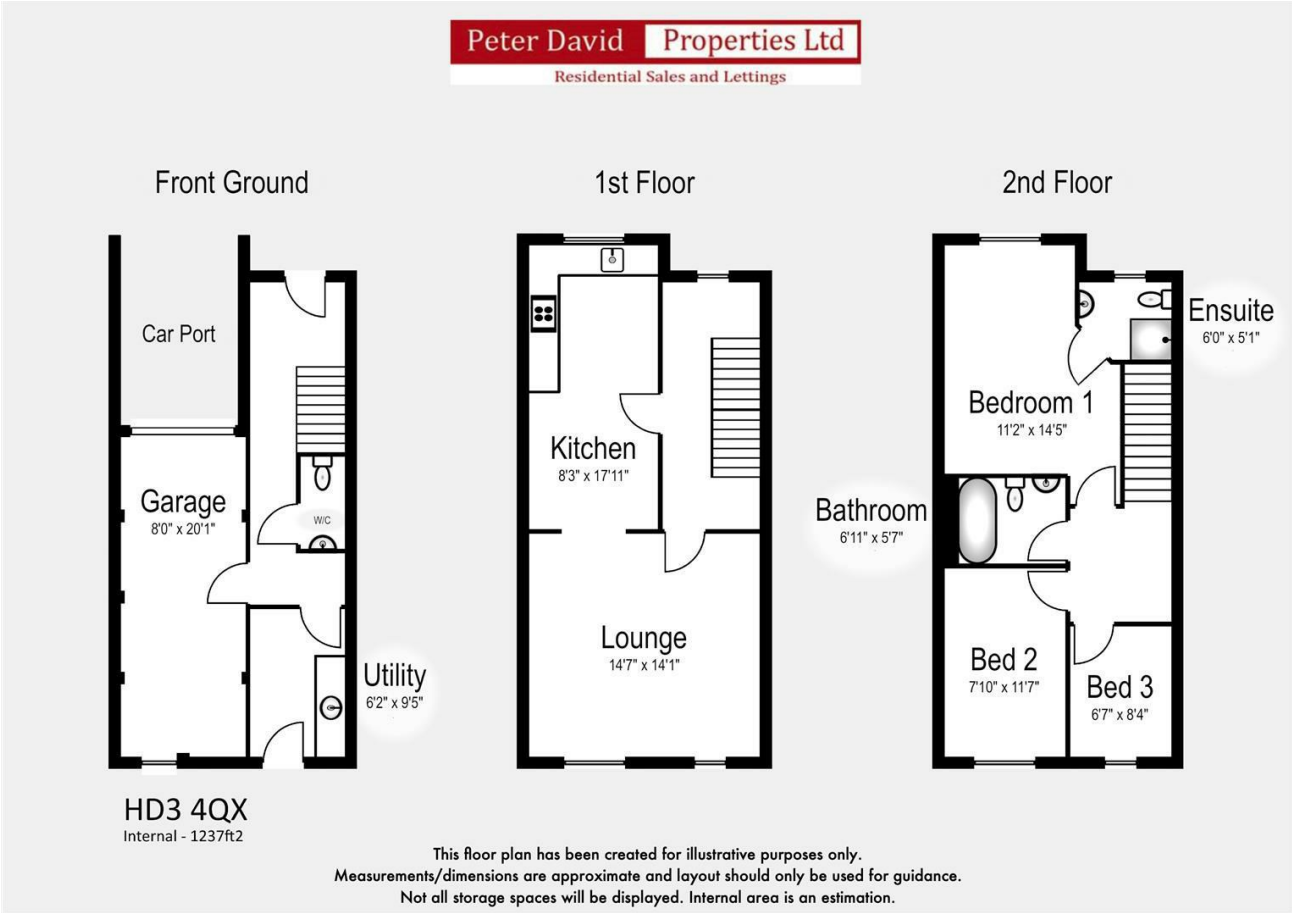 Peter David Properties Ltd
Residential Sales and Lettings
Front Ground
Car Port
Garage
8'0" x 20'1"
W/C
Utility
6'2" x 9'5"
HD3 4QX
Internal - 1237ft2
1st Floor
Kitchen
8'3" x 17'11"
Lounge
14'7" x 14'1"
2nd Floor
Ensuite
6'0" x 5'1"
Bedroom 1
11'2" x 14'5"
Bathroom
6'11" x 5'7"
Bed 2
7'10" x 11'7"
Bed 3
6'7" x 8'4"
This floor plan has been created for illustrative purposes only.
Measurements/dimensions are approximate and layout should only be used for guidance.
Not all storage spaces will be displayed. Internal area is an estimation.